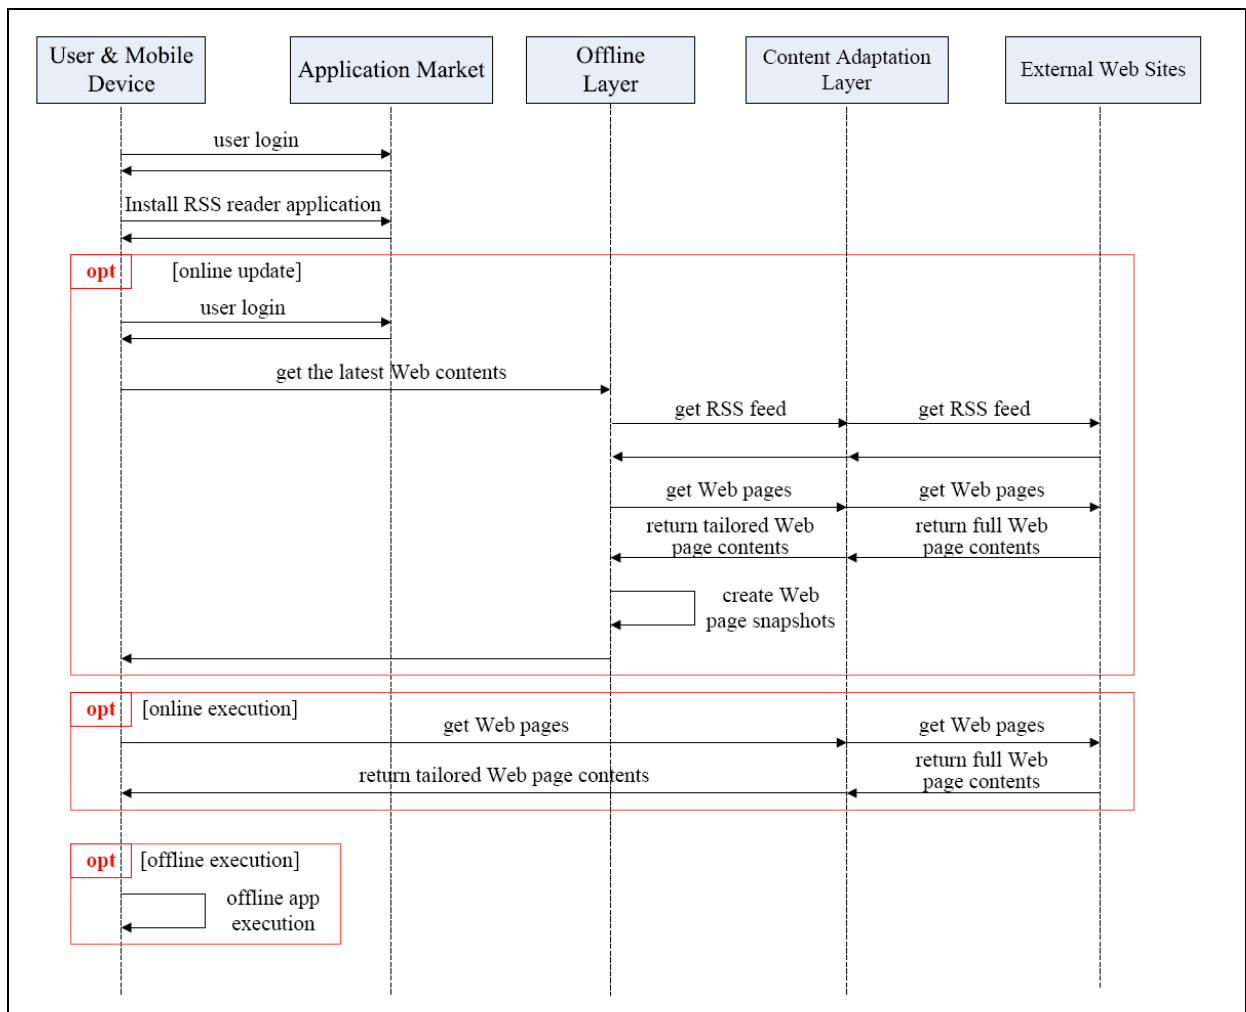 User & Mobile
Device
Application Market
Offline
Layer
Content Adaptation
Layer
External Web Sites
user login
Install RSS reader application
opt
[online update]
user login
get the latest Web contents
get RSS feed
get RSS feed
get Web pages
get Web pages
return tailored Web
page contents
return full Web
page contents
create Web
page snapshots
opt
[online execution]
get Web pages
get Web pages
return tailored Web page contents
return full Web
page contents
opt
[offline execution]
offline app
execution